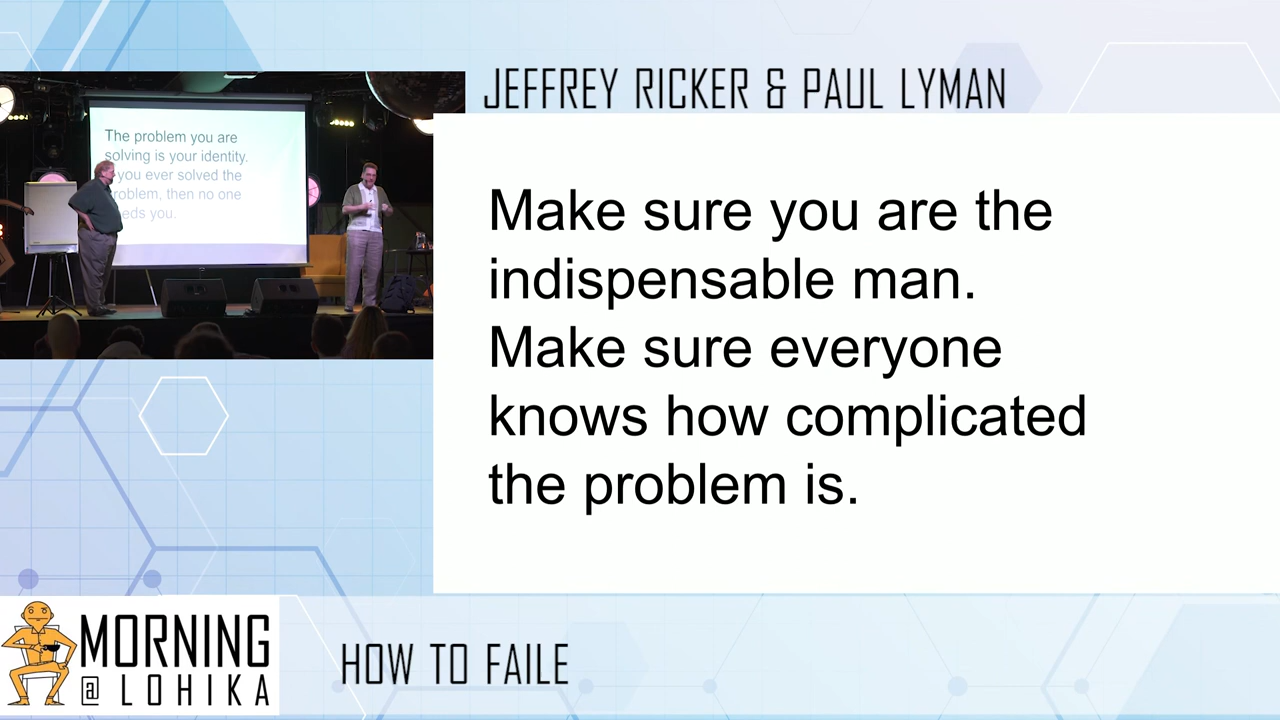 JEFFREY RICKER & PAUL LYMAN
The problem you are
solving is your identity.
you ever solved the
problem, then no one
needs you.
Make sure you are the
indispensable man.
Make sure everyone
knows how complicated
the problem is.
MORNING
@ LOHIKA
HOW TO FAILE